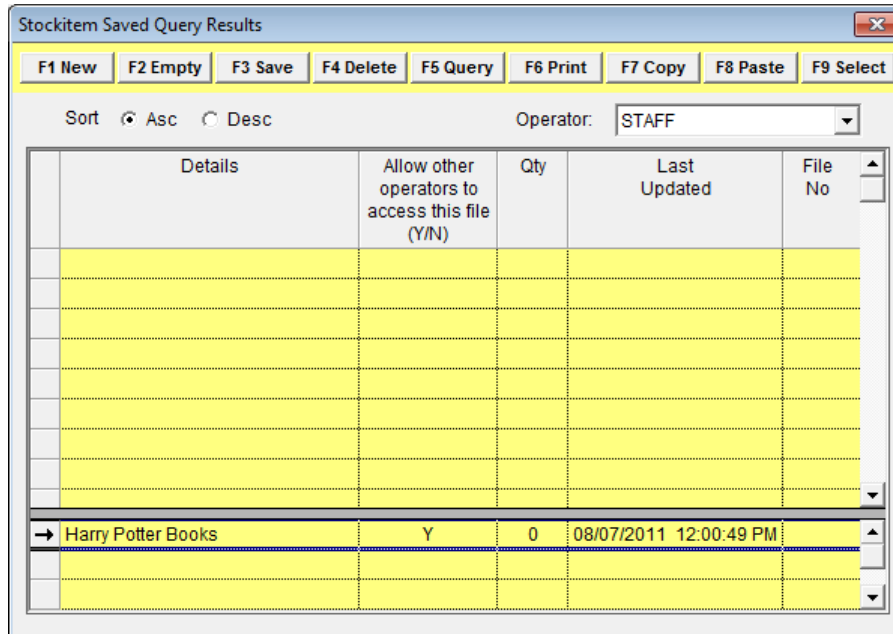 Stockitem Saved Query Results
F1 New F2 Empty F3 Save F4 Delete F5 Query F6 Print F7 Copy F8 Paste F9 Select
Sort Asc Desc Operator: STAFF
Details Allow other Qty Last File
operators to Updated No
access this file
(Y/N)
Harry Potter Books Y 0 08/07/2011 12:00:49 PM